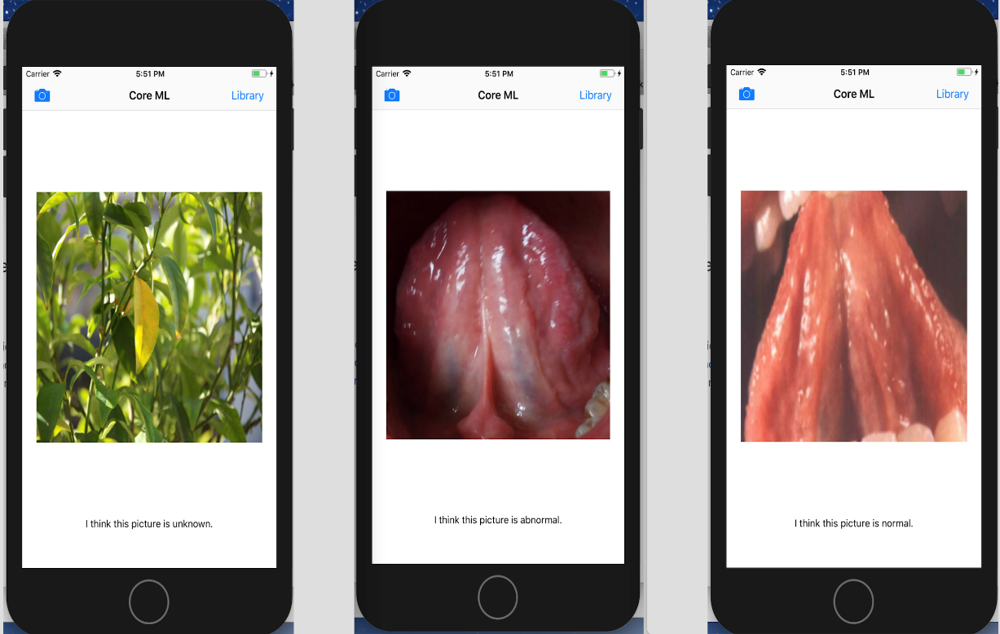 Carrier 5:51 PM
Core ML Library
I think this picture is unknown.
Carrier 5:51 PM
Core ML Library
I think this picture is abnormal.
Carrier 5:51 PM
Core ML Library
I think this picture is normal.